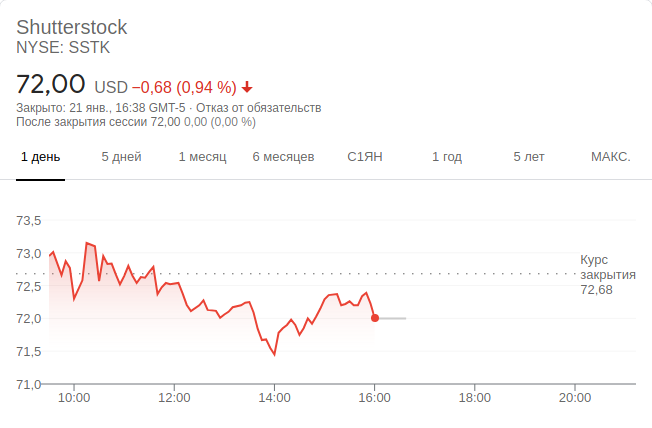 Shutterstock
NYSE: SSTK
72,00 USD −0,68 (0,94 %)
Закрыто: 21 янв., 16:38 GMT-5 · Отказ от обязательств
После закрытия сессии 72,00 0,00 (0,00 %)
1 день 5 дней 1 месяц 6 месяцев С1ЯН 1 год 5 лет МАКС.
73,5
73,0
72,5
72,0
71,5
71,0
Курс
закрытия
72,68
10:00 12:00 14:00 16:00 18:00 20:00